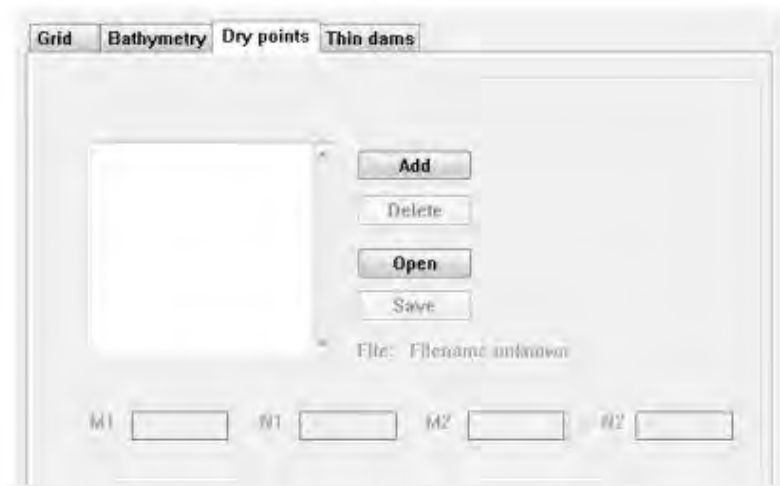 Grid Bathymetry Dry points Thin dams
Add
Delete
Open
Save
File: Filename unknown
M1 N1 M2 N2